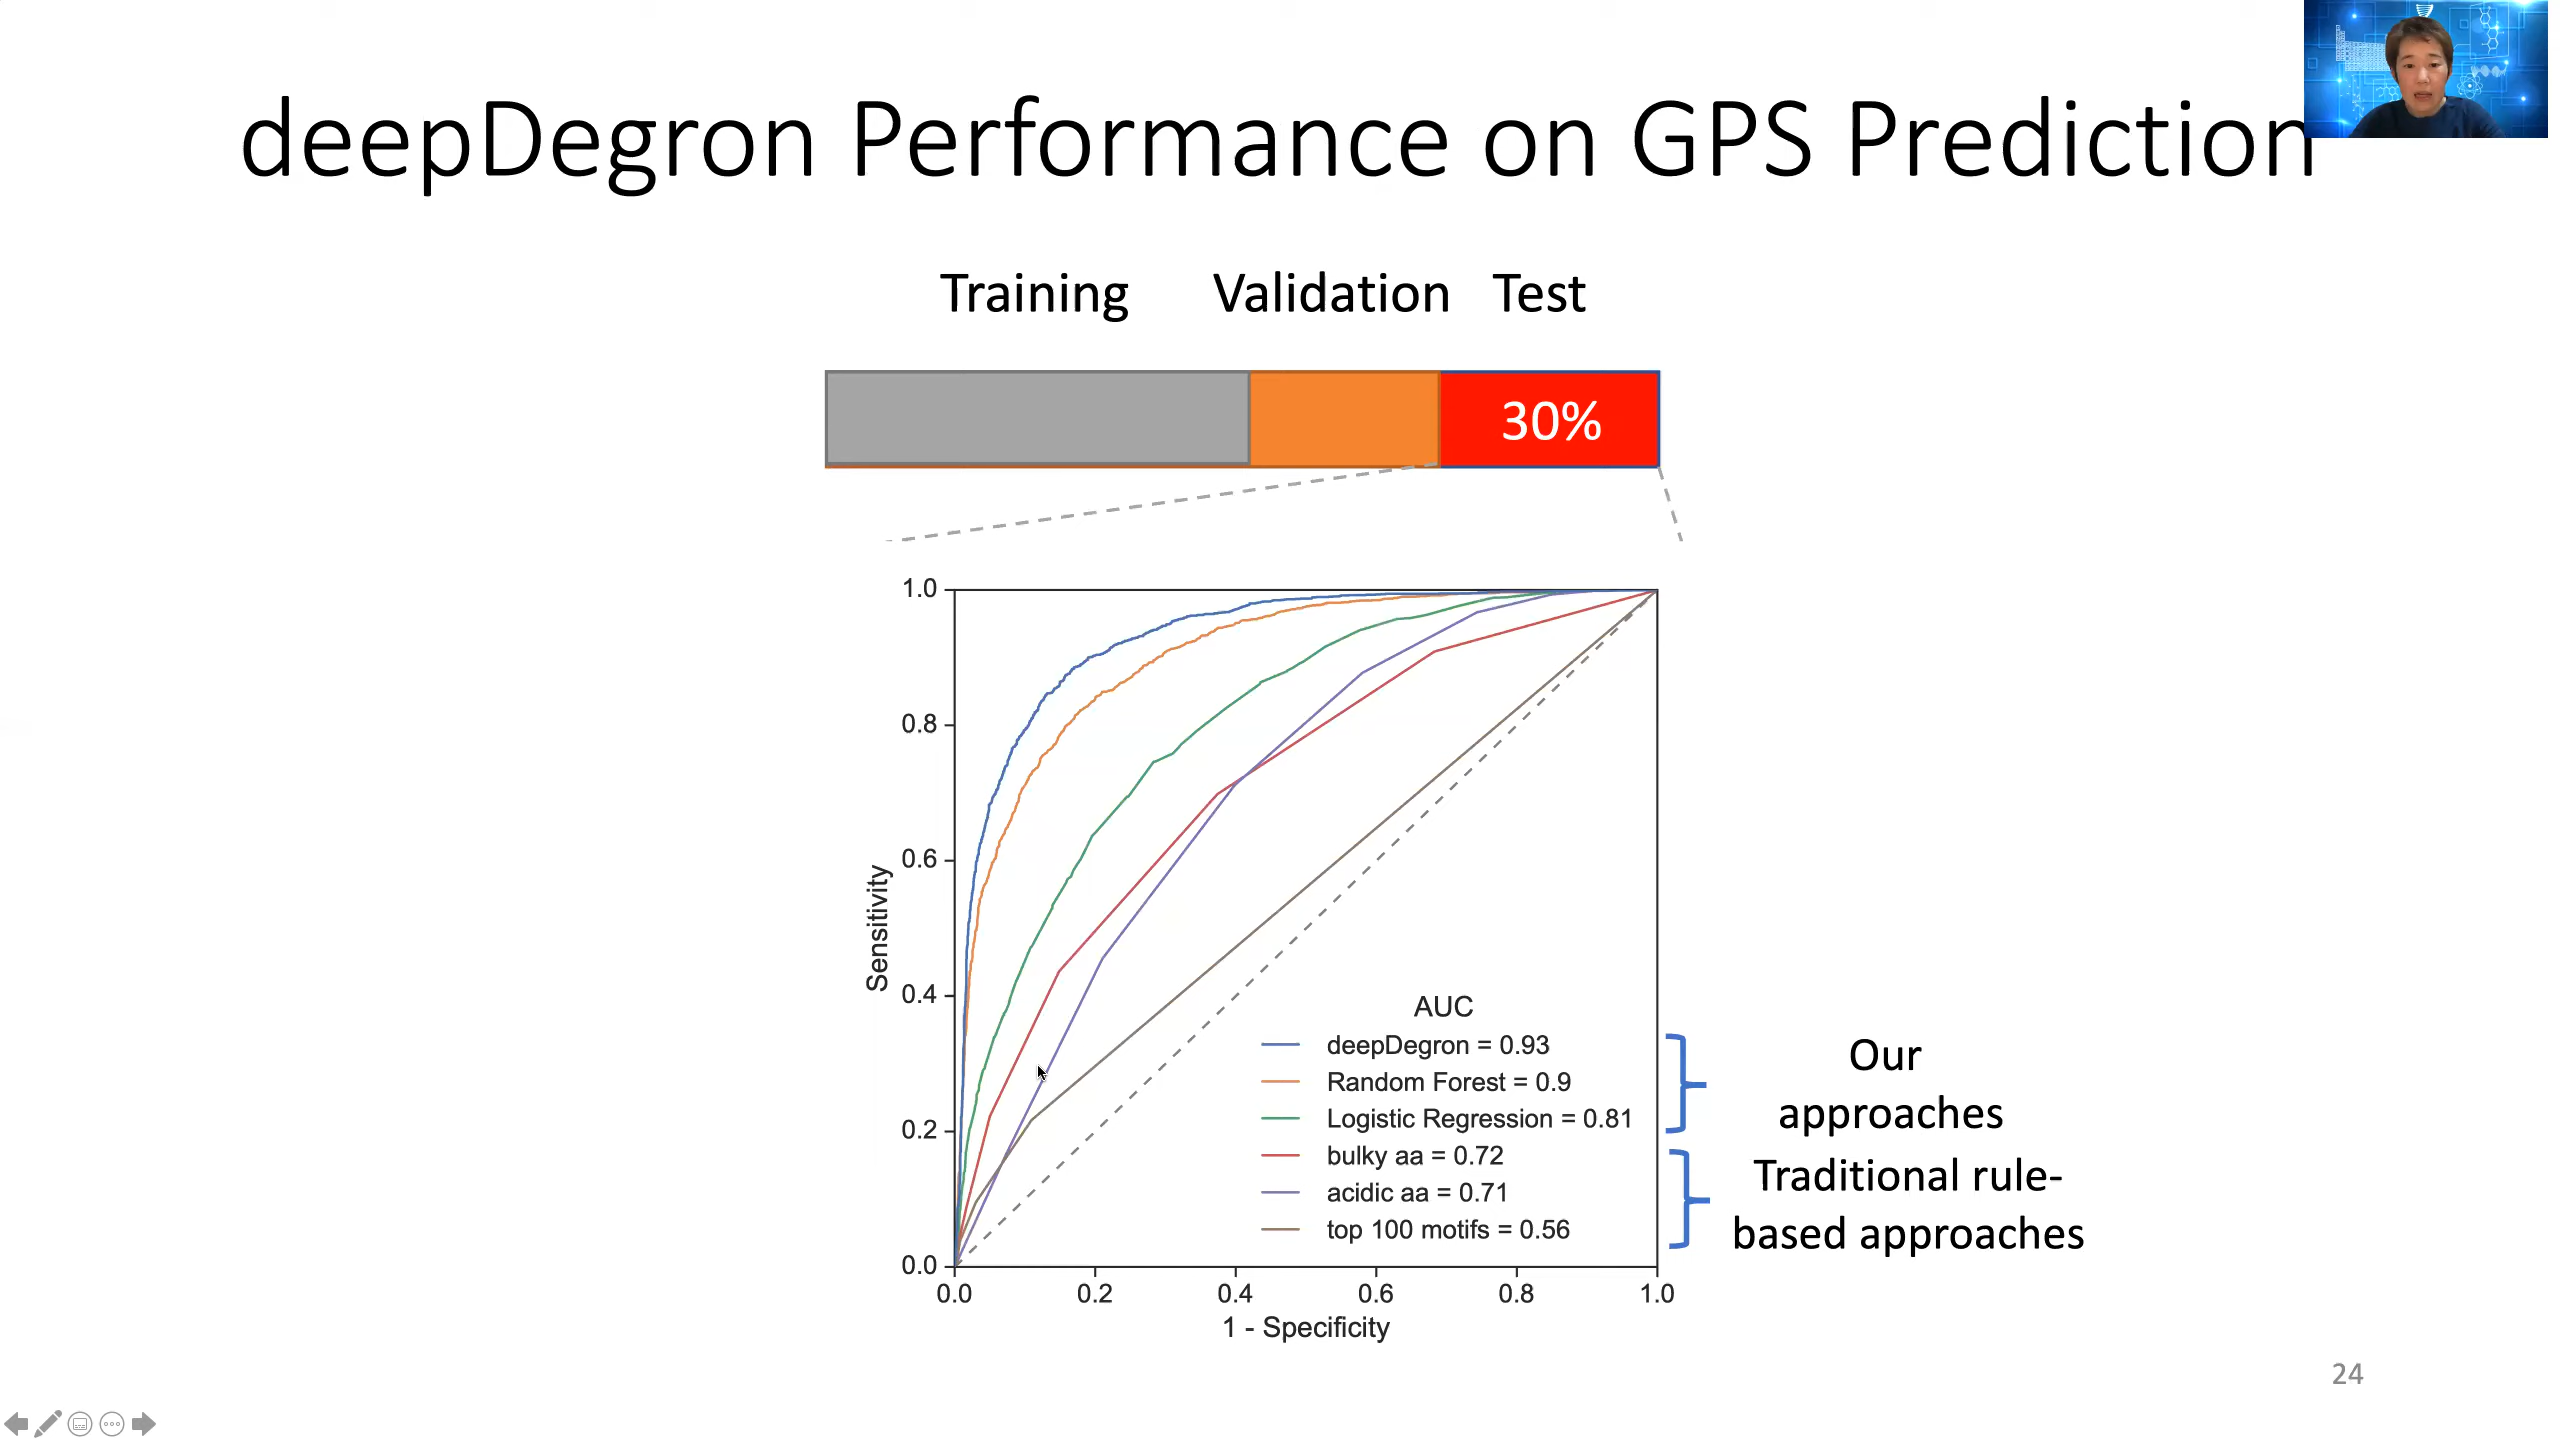 deepDegron Performance on GPS Prediction
Training Validation Test
30%
1.0
0.8
0.6
0.4
0.2
0.0
Sensitivity
AUC
deepDegron = 0.93
Random Forest = 0.9
Logistic Regression = 0.81
bulky aa = 0.72
acidic aa = 0.71
top 100 motifs = 0.56
0.0 0.2 0.4 0.6 0.8 1.0
1 - Specificity
Our
approaches
Traditional rule-
based approaches
24